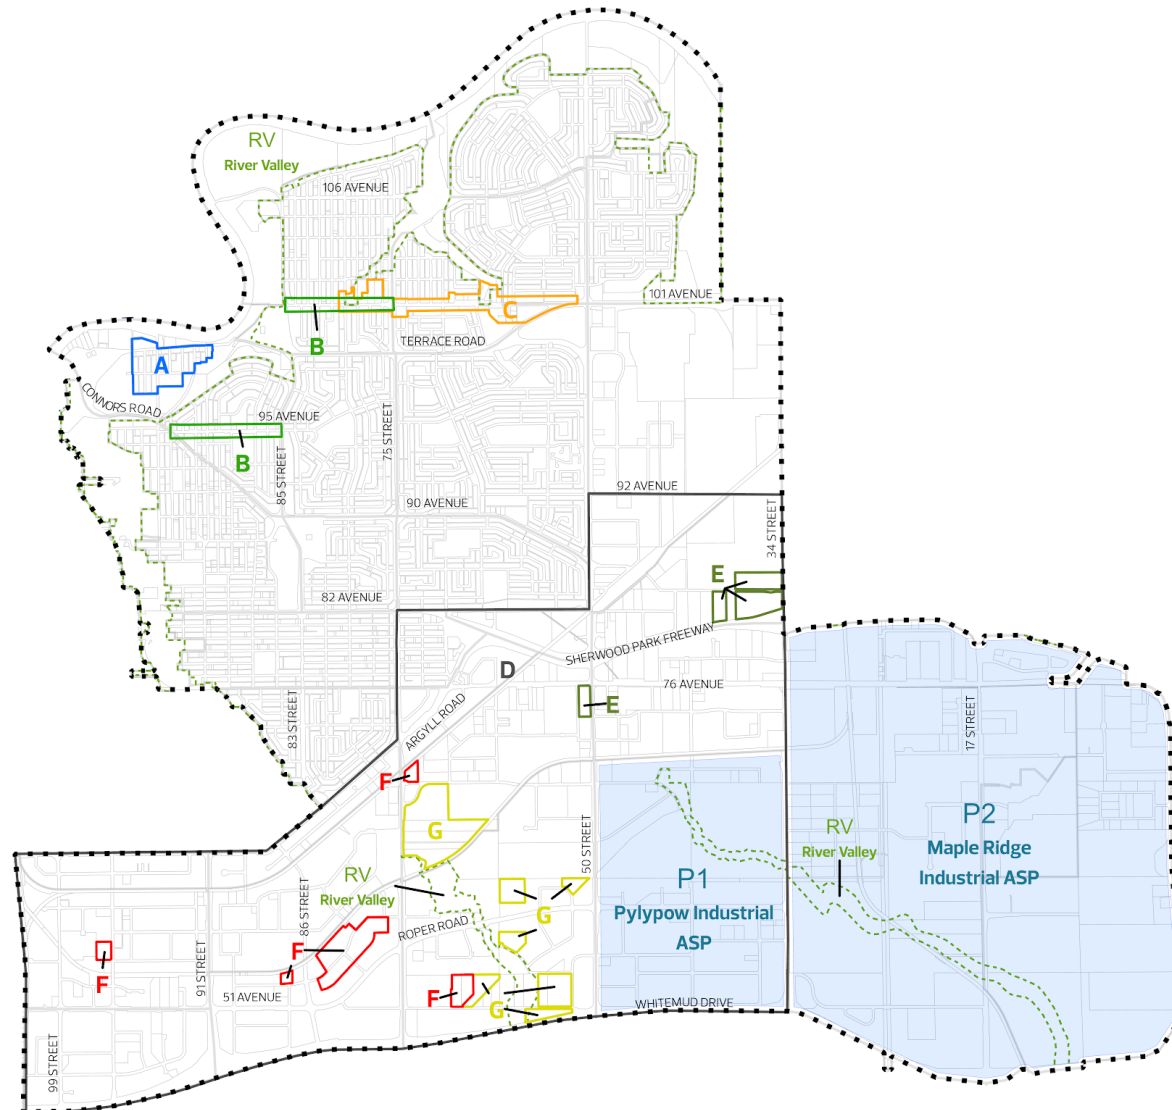 RV
River Valley
106 AVENUE
101 AVENUE
C
B
TERRACE ROAD
A
CONNORS ROAD
95 AVENUE
75 STREET
B
85 STREET
92 AVENUE
90 AVENUE
34 STREET
E
82 AVENUE
SHERWOOD PARK FREEWAY
D
76 AVENUE
E
83 STREET
ARGYLL ROAD
17 STREET
F
G
50 STREET
P2
Maple Ridge
Industrial ASP
RV
River Valley
RV
River Valley
P1
Pylypow Industrial
ASP
86 STREET
G
ROPER ROAD
F
91 STREET
F
51 AVENUE
F
G
WHITEMUD DRIVE
99 STREET